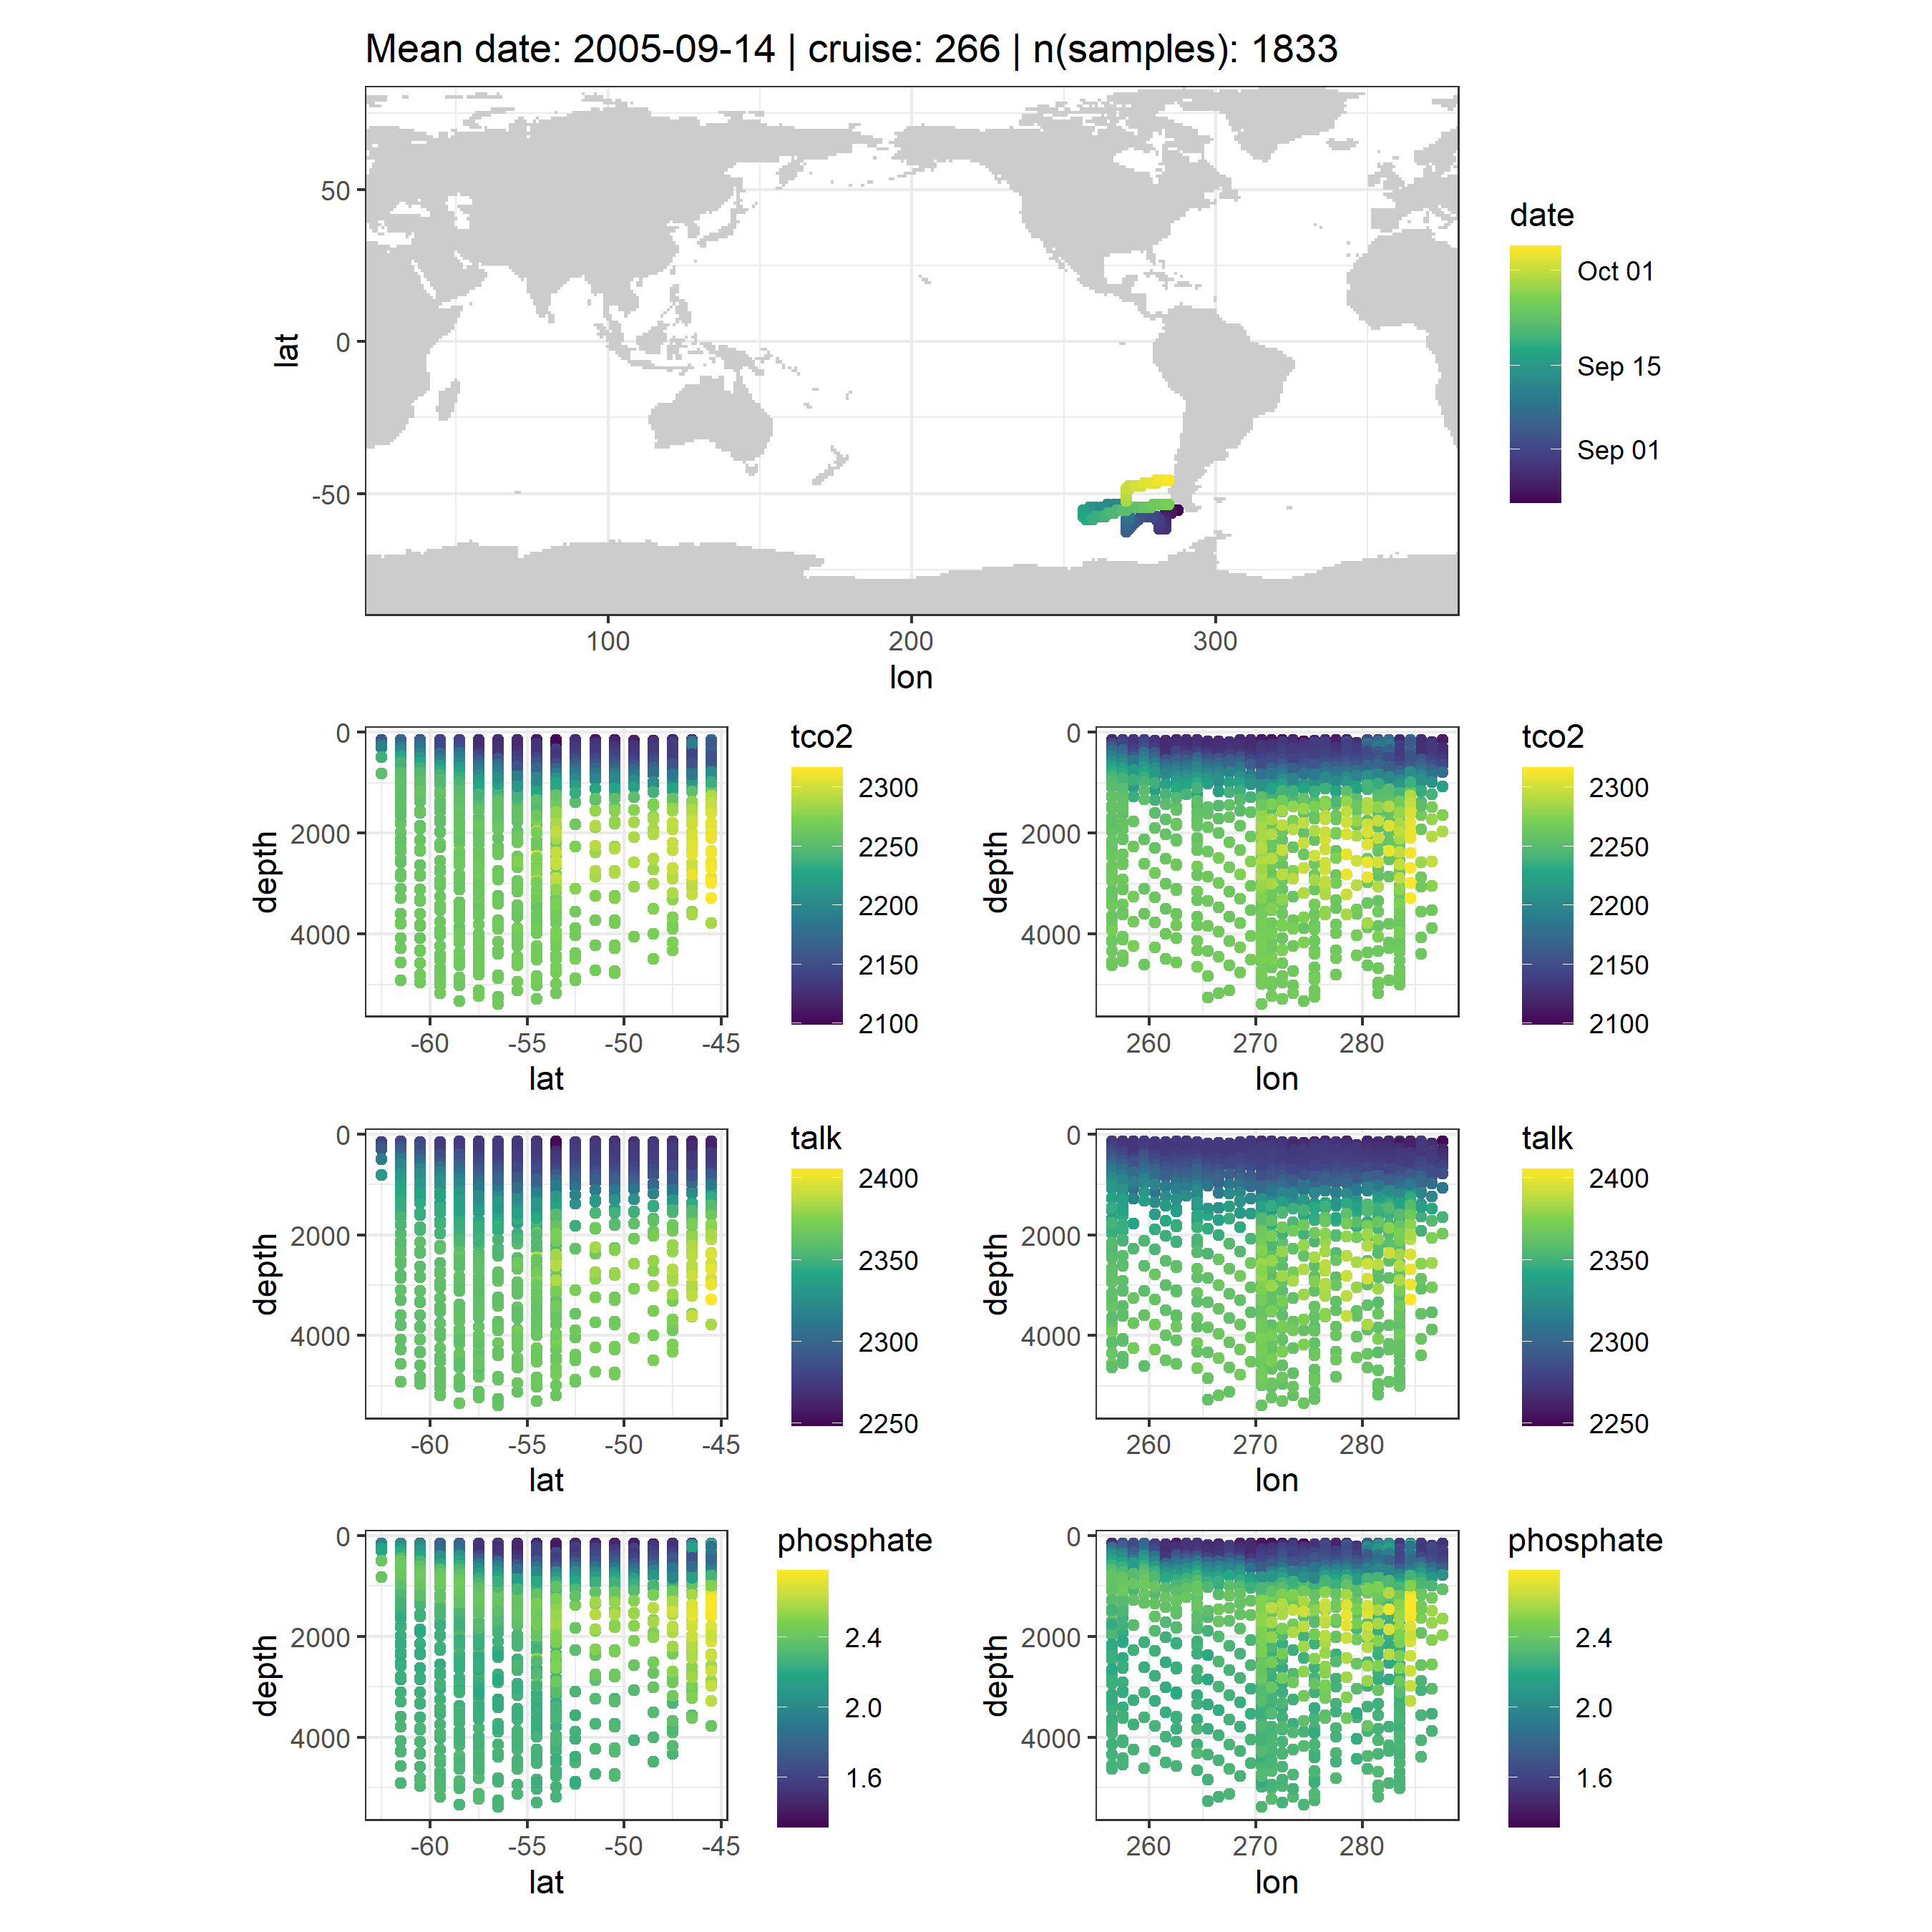 Mean date: 2005-09-14 | cruise: 266 | n(samples): 1833
50
0
-50
lat
100
200
300
lon
date
Oct 01
Sep 15
Sep 01
0
2000
4000
depth
-60
-55
-50
-45
lat
tco2
2300
2250
2200
2150
2100
0
2000
4000
depth
260
270
280
lon
tco2
2300
2250
2200
2150
2100
0
2000
4000
depth
-60
-55
-50
-45
lat
talk
2400
2350
2300
2250
0
2000
4000
depth
260
270
280
lon
talk
2400
2350
2300
2250
0
2000
4000
depth
-60
-55
-50
-45
lat
phosphate
2.4
2.0
1.6
0
2000
4000
depth
260
270
280
lon
phosphate
2.4
2.0
1.6